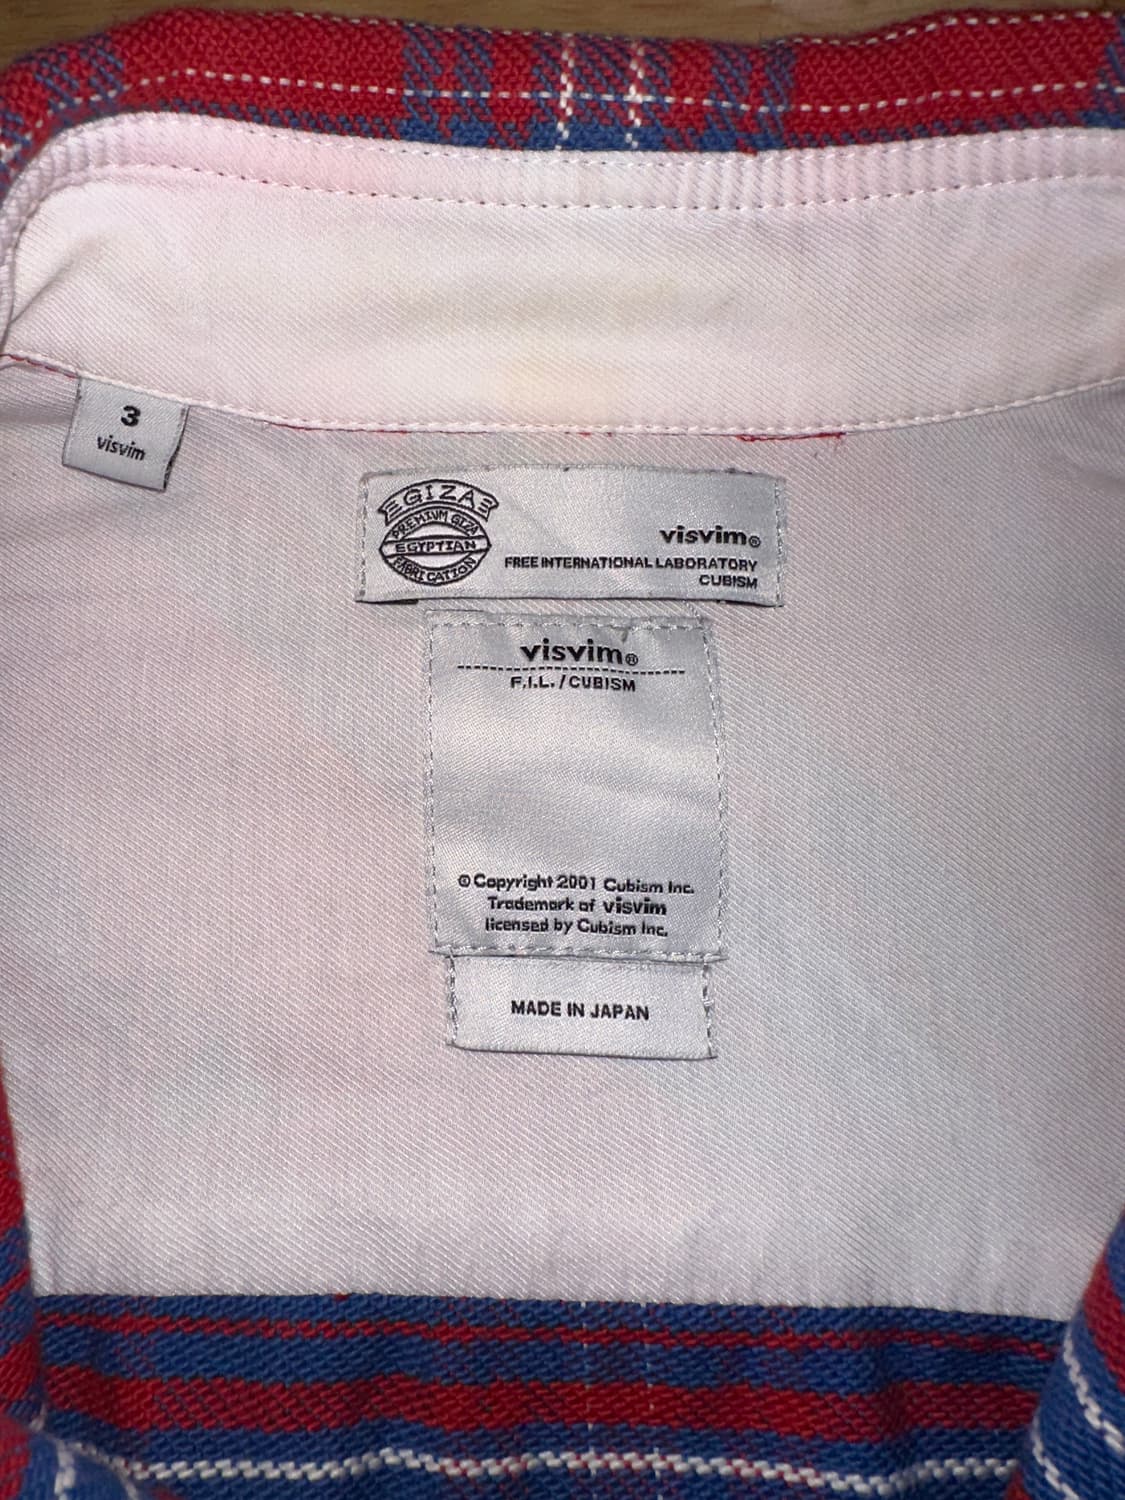 3
visvim
GIZA
PREMIUM GIZA
EGYPTIAN
FABRICATION
visvim®
FREE INTERNATIONAL LABORATORY
CUBISM
visvim®
F.I.L./CUBISM
© Copyright 2001 Cubism Inc.
Trademark of visvim
licensed by Cubism Inc.
MADE IN JAPAN